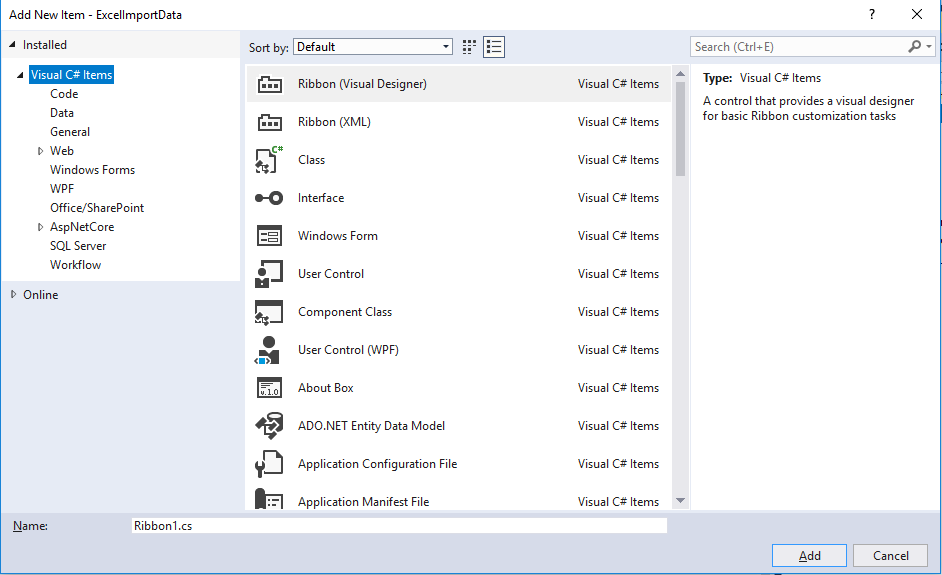 Add New Item - ExcelImportData
Installed
Visual C# Items
Code
Data
General
Web
Windows Forms
WPF
Office/SharePoint
AspNetCore
SQL Server
Workflow
Online
Sort by: Default
Ribbon (Visual Designer) Visual C# Items
Ribbon (XML) Visual C# Items
C#
Class Visual C# Items
Interface Visual C# Items
Windows Form Visual C# Items
User Control Visual C# Items
Component Class Visual C# Items
User Control (WPF) Visual C# Items
v.1.0
About Box Visual C# Items
ADO.NET Entity Data Model Visual C# Items
Application Configuration File Visual C# Items
Application Manifest File Visual C# Items
Search (Ctrl+E)
Type: Visual C# Items
A control that provides a visual designer
for basic Ribbon customization tasks
Name: Ribbon1.cs
Add Cancel